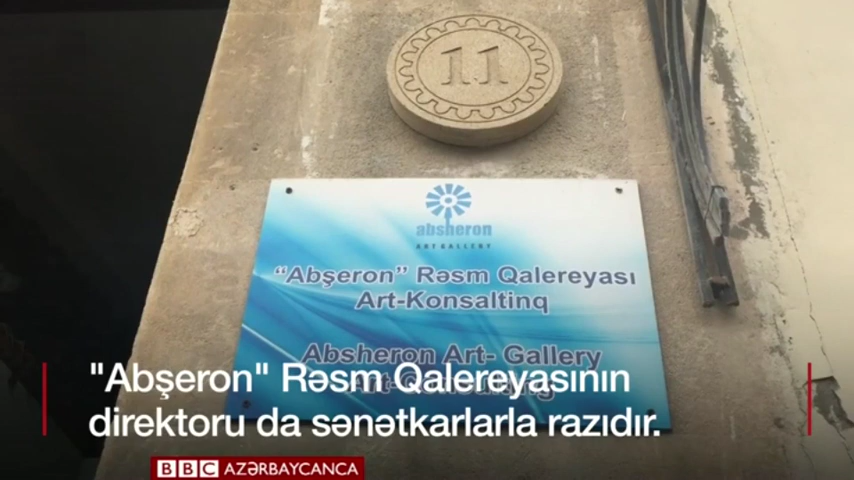 11
absheron
ART GALLERY
“Abşeron” Rəsm Qalereyası
Art-Konsaltinq
Absheron Art- Gallery
"Abşeron" Rəsm Qalereyasının
direktoru da sənətkarlarla razıdır.
BBC AZƏRBAYCANCA